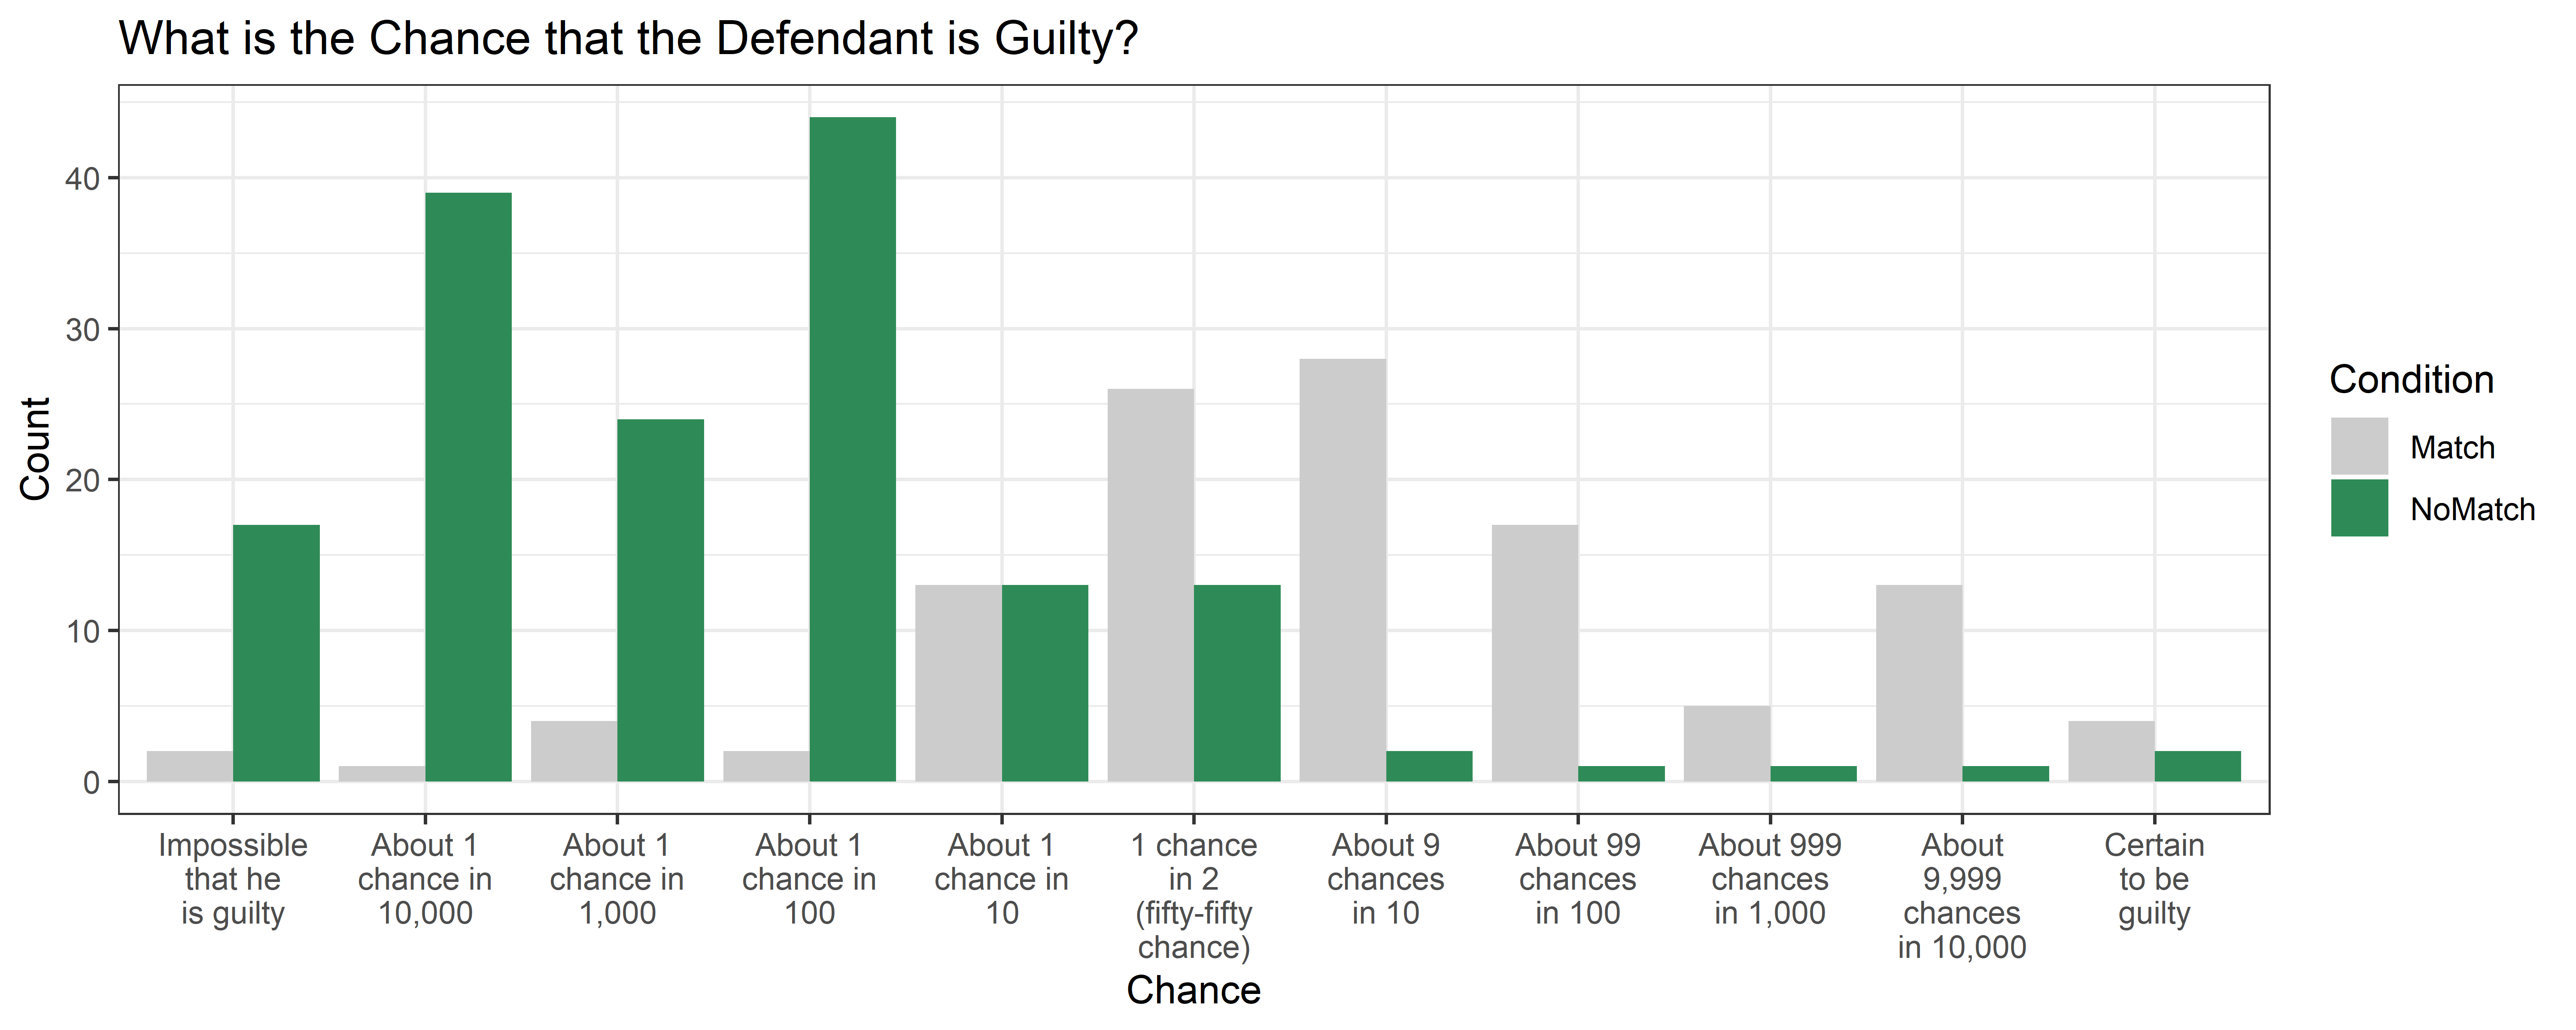 What is the Chance that the Defendant is Guilty?
Count
40
30
20
10
0
Impossible
that he
is guilty
About 1
chance in
10,000
About 1
chance in
1,000
About 1
chance in
100
About 1
chance in
10
1 chance
in 2
(fifty-fifty
chance)
About 9
chances
in 10
About 99
chances
in 100
About 999
chances
in 1,000
About
9,999
chances
in 10,000
Certain
to be
guilty
Chance
Condition
Match
NoMatch